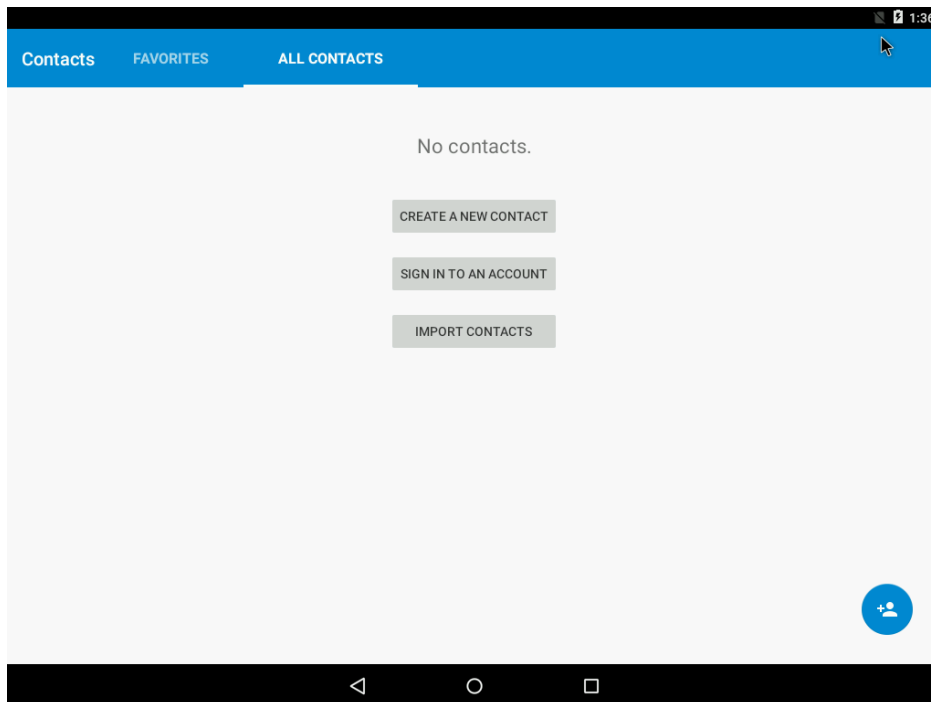 1:36
Contacts FAVORITES ALL CONTACTS
No contacts.
CREATE A NEW CONTACT
SIGN IN TO AN ACCOUNT
IMPORT CONTACTS